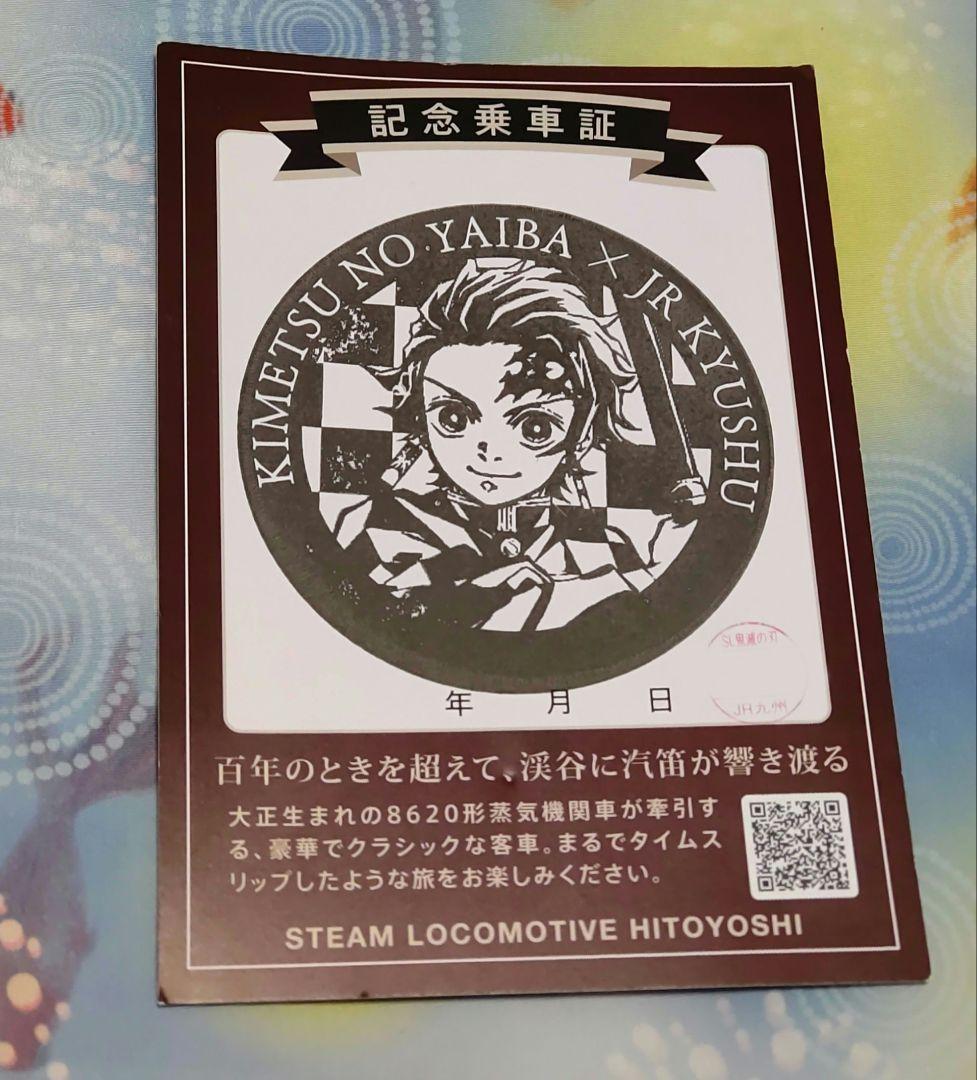 記念乗車証
KIMETSU NO YAIBA × JR KYUSHU
年 月 日
SL鬼滅の刃
JR九州
百年のときを超えて、渓谷に汽笛が響き渡る
大正生まれの8620形蒸気機関車が牽引す
る、豪華でクラシックな客車。まるでタイムス
リップしたような旅をお楽しみください。
STEAM LOCOMOTIVE HITOYOSHI